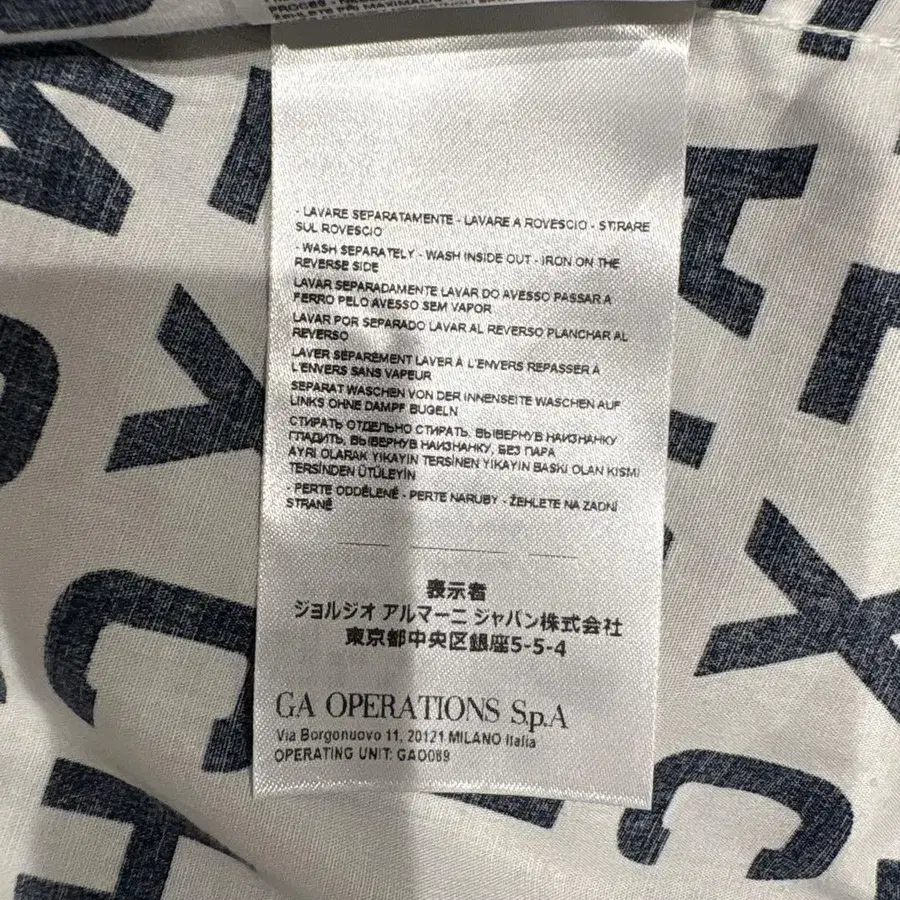 - LAVARE SEPARATAMENTE - LAVARE A ROVESCIO - STIRARE
SUL ROVESCIO
- WASH SEPARATELY - WASH INSIDE OUT - IRON ON THE
REVERSE SIDE
LAVAR SEPARADAMENTE LAVAR DO AVESSO PASSAR A
FERRO PELO AVESSO SEM VAPOR
LAVAR POR SEPARADO LAVAR AL REVERSO PLANCHAR AL
REVERSO
LAVER SÉPARÉMENT LAVER À L'ENVERS REPASSER À
L'ENVERS SANS VAPEUR
SEPARAT WASCHEN VON DER INNENSEITE WASCHEN AUF
LINKS OHNE DAMPF BUGELN
СТИРАТЬ ОТДЕЛЬНО СТИРАТЬ, ВЫВЕРНУВ НАИЗНАНКУ
ГЛАДИТЬ, ВЫВЕРНУВ НАИЗНАНКУ, БЕЗ ПАРА
AYRI OLARAK YIKAYIN TERSİNEN YIKAYIN BASKI OLAN KISMI
TERSİNDEN ÜTÜLEYİN
- PERTE ODDĚLENĚ - PERTE NARUBY - ŽEHLETE NA ZADNÍ
STRANĚ
表示者
ジョルジオ アルマーニ ジャパン株式会社
東京都中央区銀座5-5-4
GA OPERATIONS S.p.A
Via Borgonuovo 11, 20121 MILANO Italia
OPERATING UNIT: GAO089